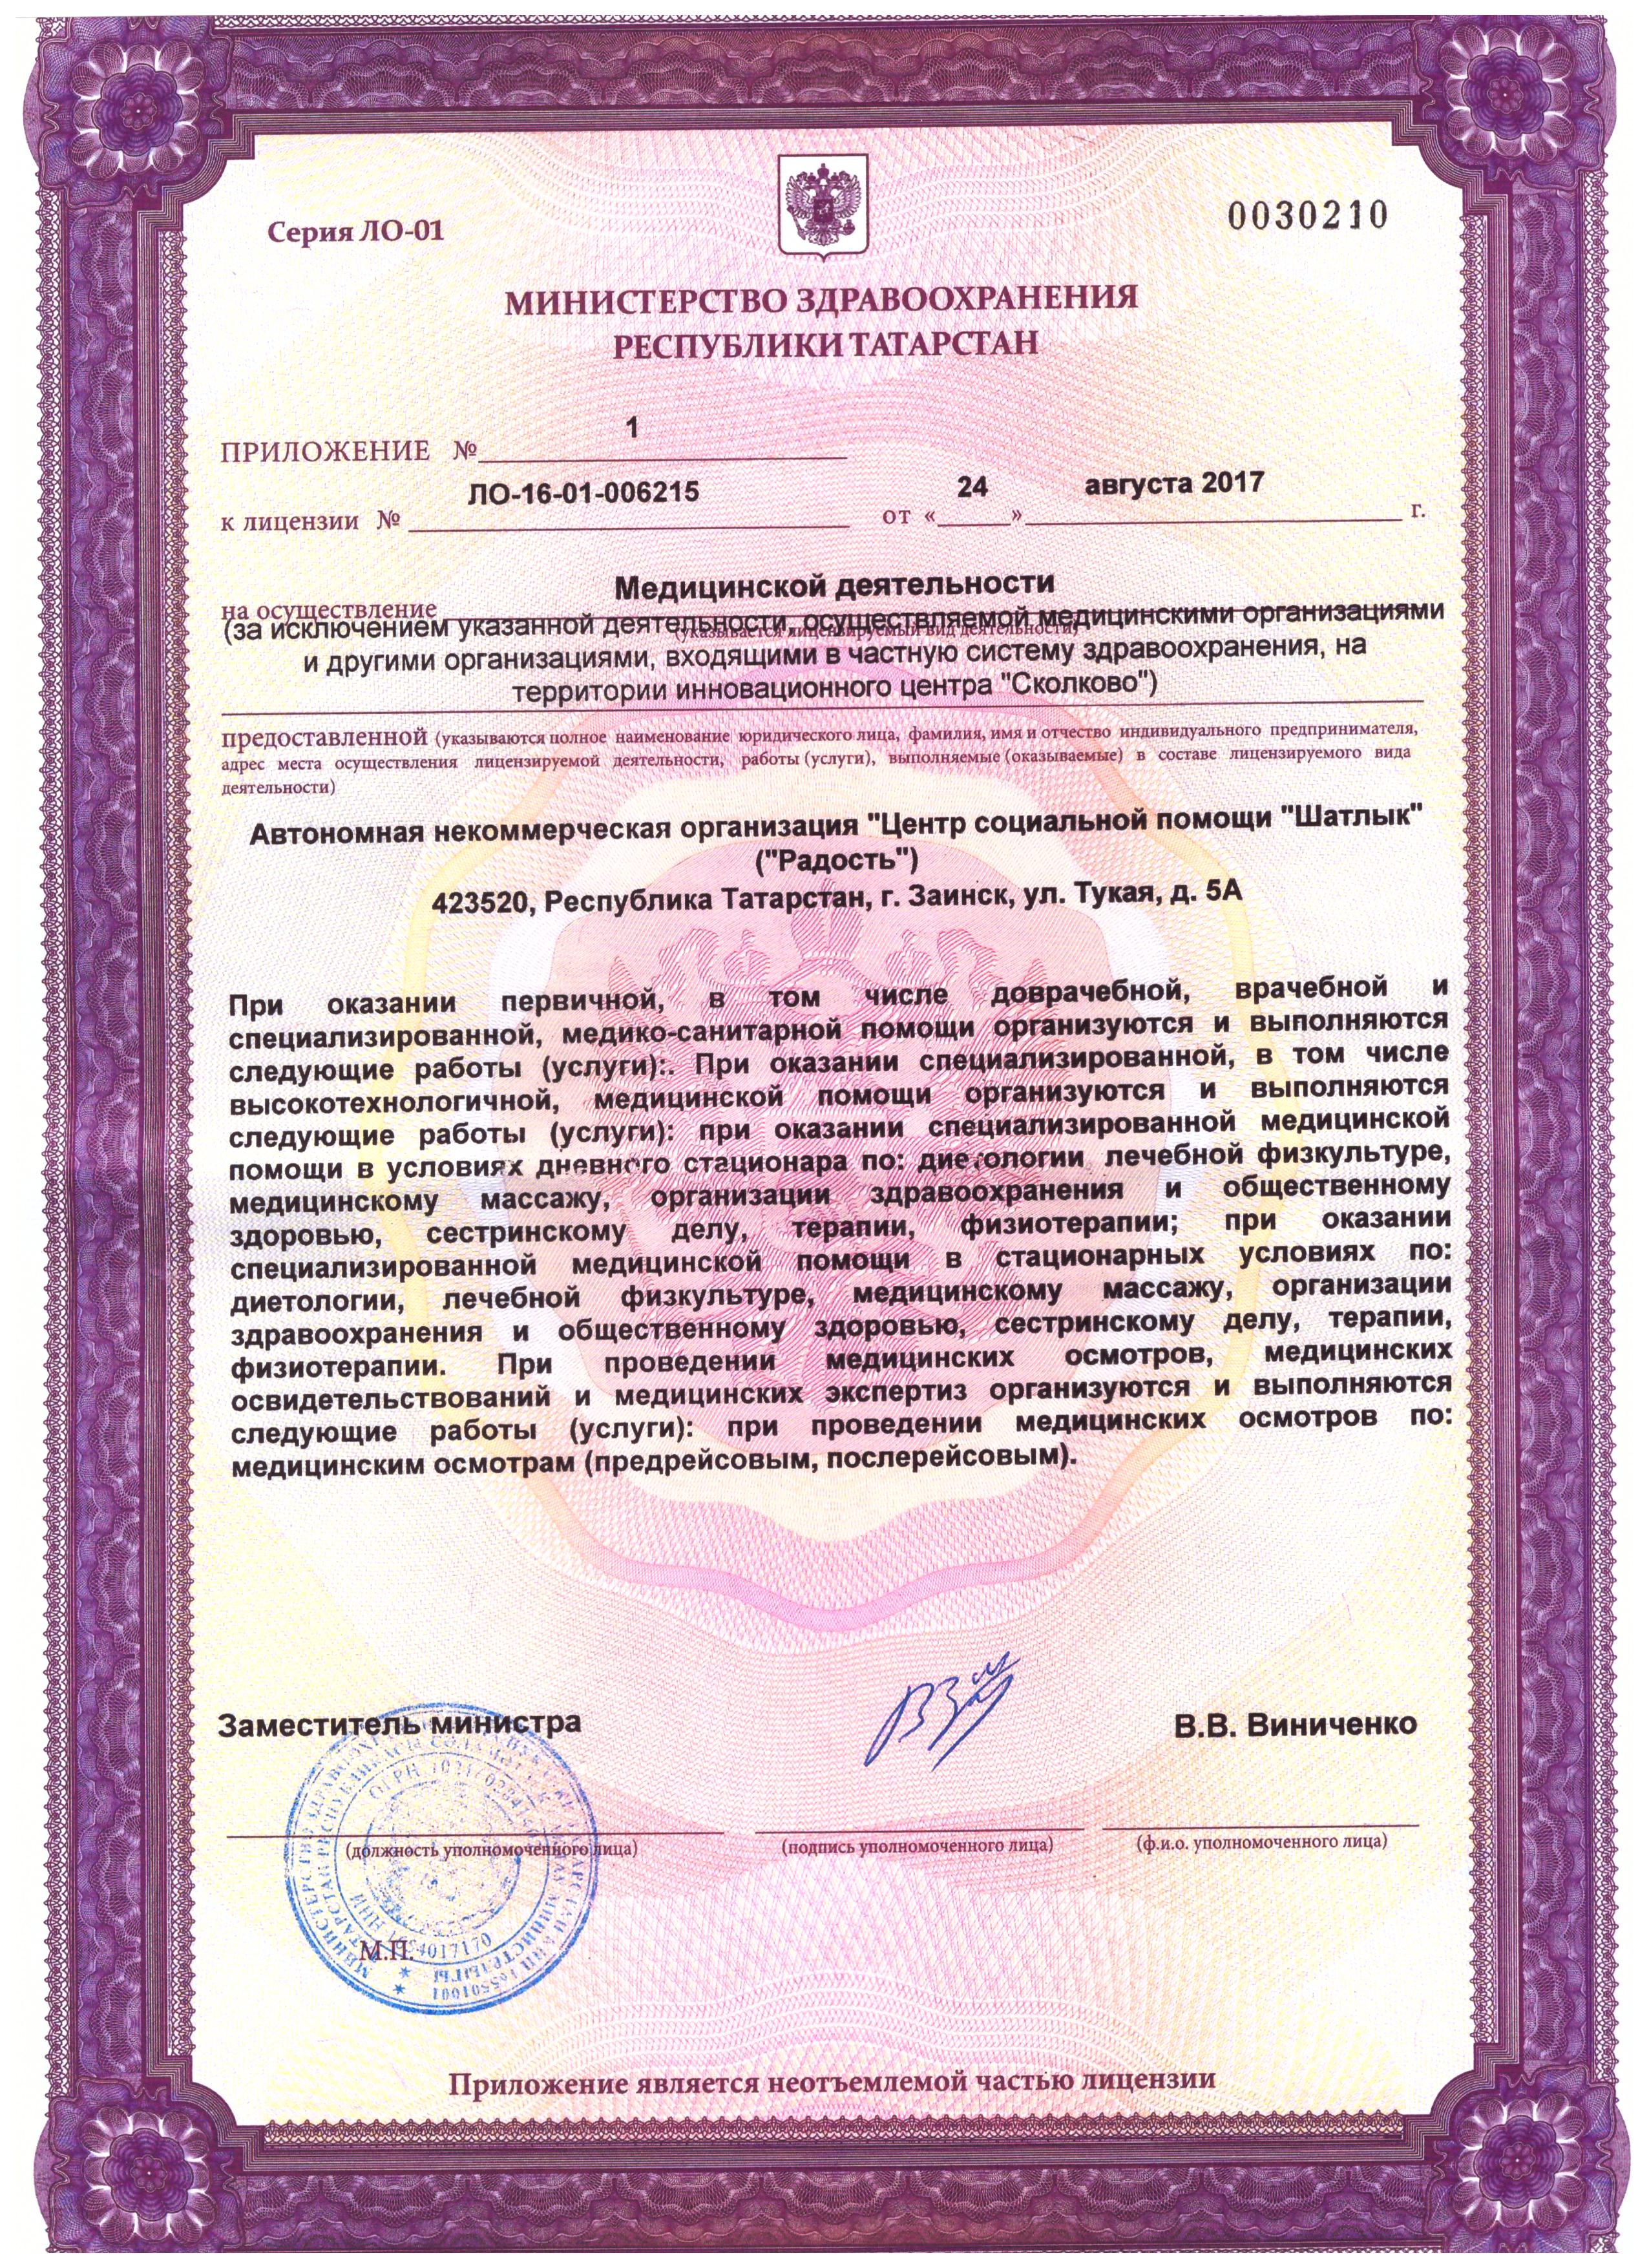 Серия ЛО-01
0030210
МИНИСТЕРСТВО ЗДРАВООХРАНЕНИЯ
РЕСПУБЛИКИ ТАТАРСТАН
ПРИЛОЖЕНИЕ № 1
к лицензии № ЛО-16-01-006215 от «24» августа 2017 г.
на осуществление Медицинской деятельности
(указывается лицензируемый вид деятельности)
(за исключением указанной деятельности, осуществляемой медицинскими организациями
и другими организациями, входящими в частную систему здравоохранения, на
территории инновационного центра "Сколково")
предоставленной (указываются полное наименование юридического лица, фамилия, имя и отчество индивидуального предпринимателя,
адрес места осуществления лицензируемой деятельности, работы (услуги), выполняемые (оказываемые) в составе лицензируемого вида
деятельности)
Автономная некоммерческая организация "Центр социальной помощи "Шатлык"
("Радость")
423520, Республика Татарстан, г. Заинск, ул. Тукая, д. 5А
При оказании первичной, в том числе доврачебной, врачебной и
специализированной, медико-санитарной помощи организуются и выполняются
следующие работы (услуги):. При оказании специализированной, в том числе
высокотехнологичной, медицинской помощи организуются и выполняются
следующие работы (услуги): при оказании специализированной медицинской
помощи в условиях дневного стационара по: диетологии, лечебной физкультуре,
медицинскому массажу, организации здравоохранения и общественному
здоровью, сестринскому делу, терапии, физиотерапии; при оказании
специализированной медицинской помощи в стационарных условиях по:
диетологии, лечебной физкультуре, медицинскому массажу, организации
здравоохранения и общественному здоровью, сестринскому делу, терапии,
физиотерапии. При проведении медицинских осмотров, медицинских
освидетельствований и медицинских экспертиз организуются и выполняются
следующие работы (услуги): при проведении медицинских осмотров по:
медицинским осмотрам (предрейсовым, послерейсовым).
Заместитель министра
В.В. Виниченко
(должность уполномоченного лица)
(подпись уполномоченного лица)
(ф.и.о. уполномоченного лица)
М.П.
Приложение является неотъемлемой частью лицензии